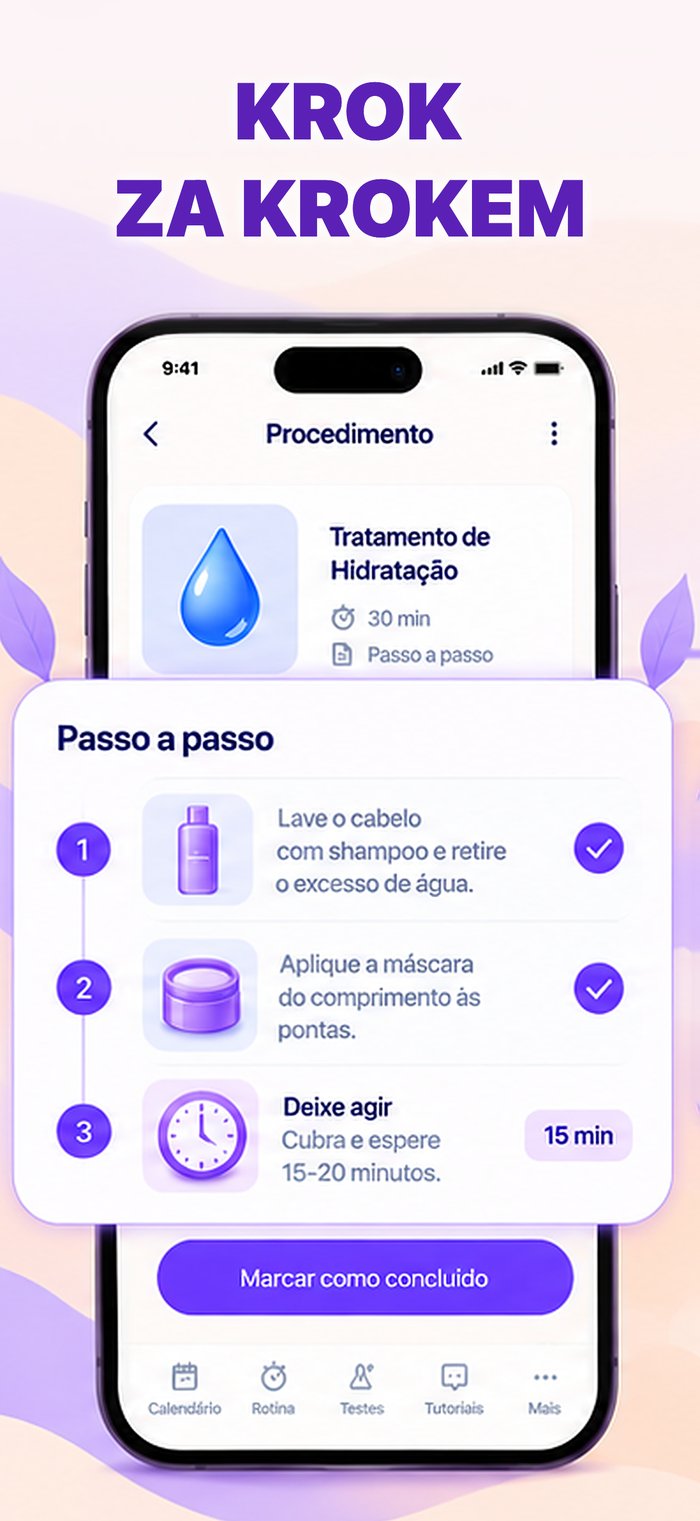 KROK
ZA KROKEM
9:41
Procedimento
Tratamento de
Hidratação
30 min
Passo a passo
Passo a passo
1
Lave o cabelo
com shampoo e retire
o excesso de água.
2
Aplique a máscara
do comprimento às
pontas.
3
Deixe agir
Cubra e espere
15-20 minutos.
15 min
Marcar como concluido
Calendário
Rotina
Testes
Tutoriais
Mais